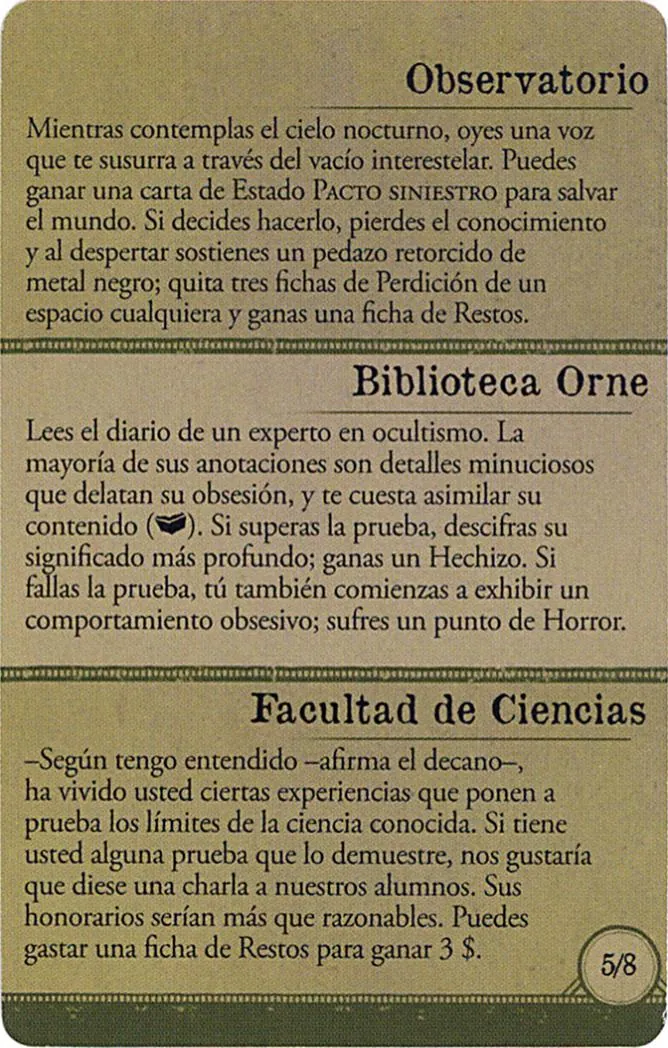 Observatorio
Mientras contemplas el cielo nocturno, oyes una voz
que te susurra a través del vacío interestelar. Puedes
ganar una carta de Estado PACTO SINIESTRO para salvar
el mundo. Si decides hacerlo, pierdes el conocimiento
y al despertar sostienes un pedazo retorcido de
metal negro; quita tres fichas de Perdición de un
espacio cualquiera y ganas una ficha de Restos.
Biblioteca Orne
Lees el diario de un experto en ocultismo. La
mayoría de sus anotaciones son detalles minuciosos
que delatan su obsesión, y te cuesta asimilar su
contenido (). Si superas la prueba, descifras su
significado más profundo; ganas un Hechizo. Si
fallas la prueba, tú también comienzas a exhibir un
comportamiento obsesivo; sufres un punto de Horror.
Facultad de Ciencias
–Según tengo entendido –afirma el decano–,
ha vivido usted ciertas experiencias que ponen a
prueba los límites de la ciencia conocida. Si tiene
usted alguna prueba que lo demuestre, nos gustaría
que diese una charla a nuestros alumnos. Sus
honorarios serían más que razonables. Puedes
gastar una ficha de Restos para ganar 3 $.
5/8